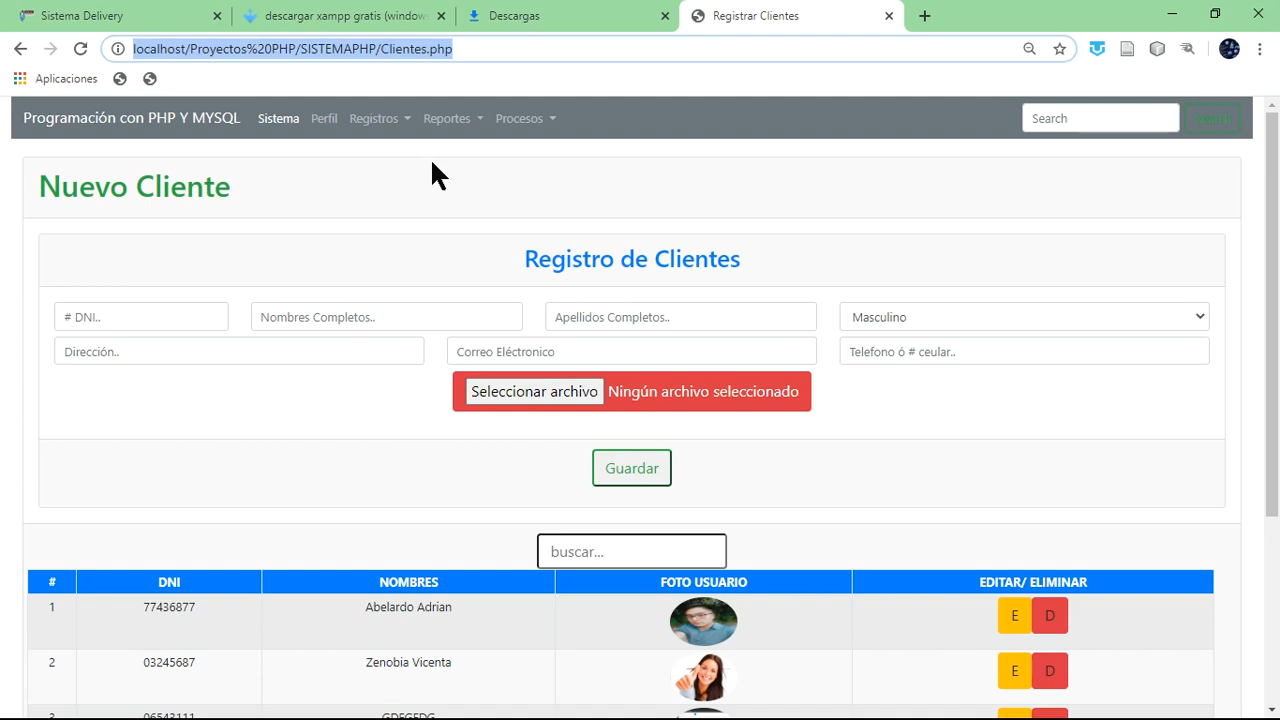 Sistema Delivery
descargar xampp gratis (window
Descargas
Registrar Clientes
localhost/Proyectos%20PHP/SISTEMAPHP/Clientes.php
Aplicaciones
Programación con PHP Y MYSQL Sistema Perfil Registros Reportes Procesos Search
Nuevo Cliente
Registro de Clientes
# DNI.. Nombres Completos.. Apellidos Completos.. Masculino
Dirección.. Correo Eléctronico Telefono ó # ceular..
Seleccionar archivo Ningún archivo seleccionado
Guardar
buscar...
# DNI NOMBRES FOTO USUARIO EDITAR/ ELIMINAR
1 77436877 Abelardo Adrian E D
2 03245687 Zenobia Vicenta E D